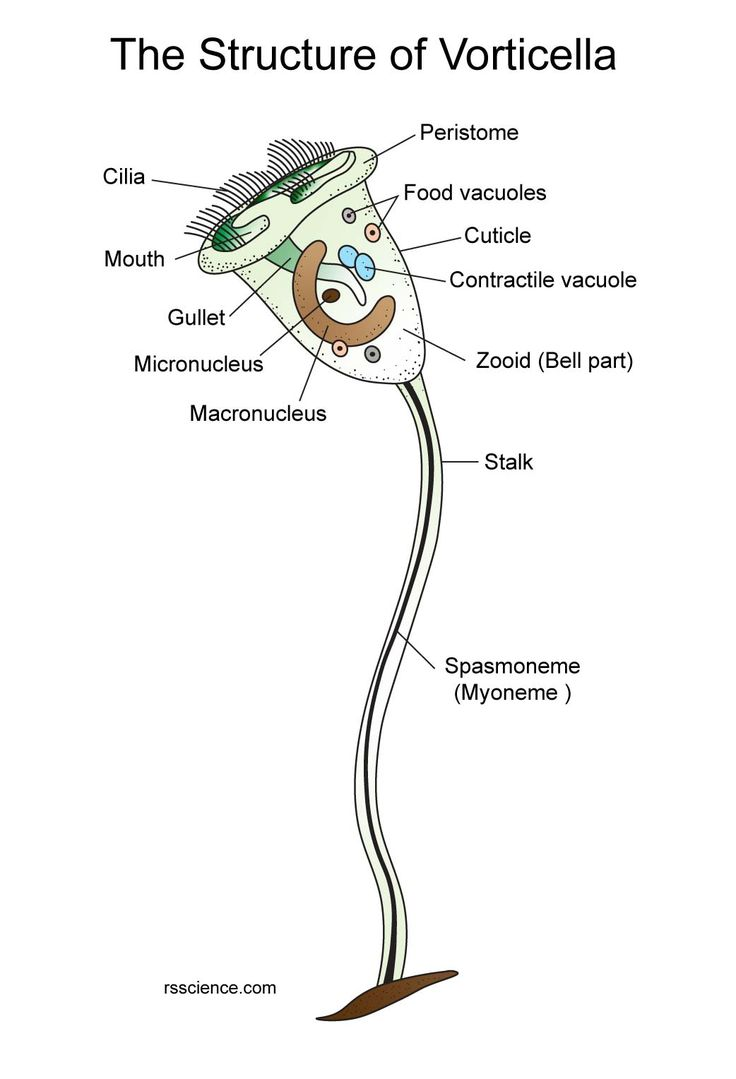 The Structure of Vorticella
Peristome
Cilia
Food vacuoles
Cuticle
Mouth
Contractile vacuole
Gullet
Micronucleus
Zooid (Bell part)
Macronucleus
Stalk
Spasmoneme
(Myoneme )
rsscience.com